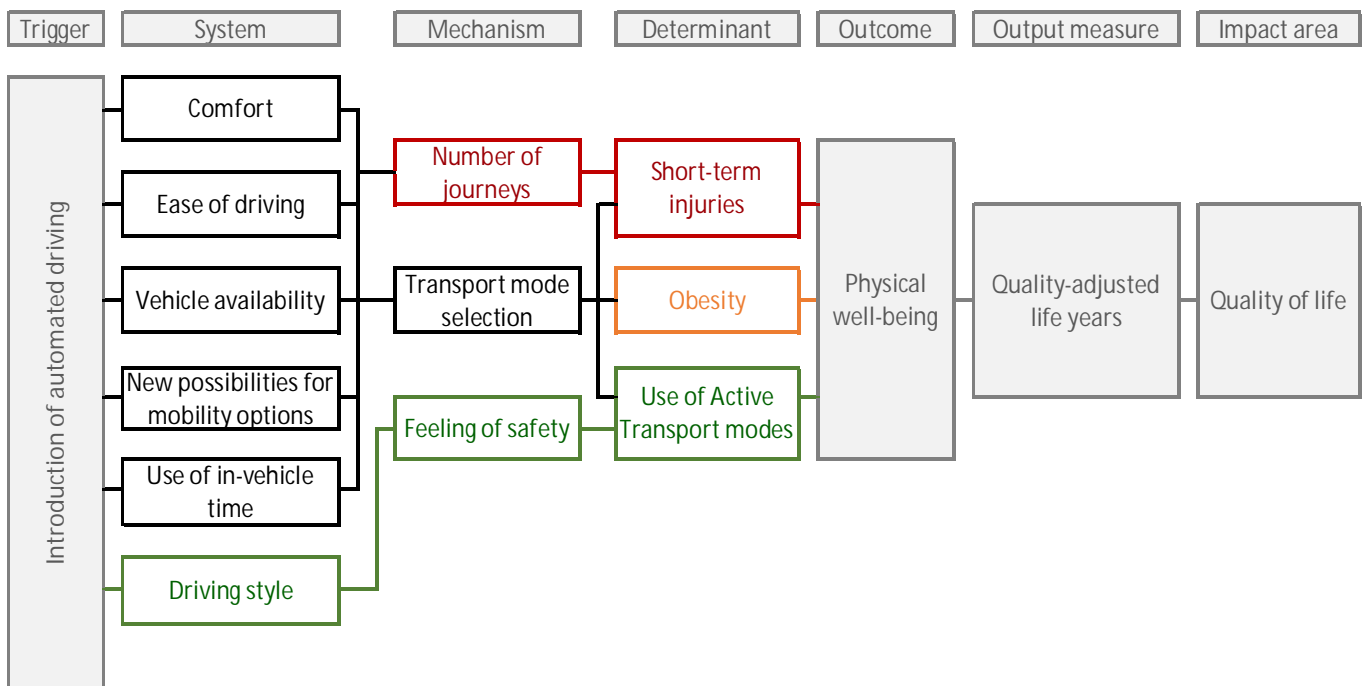 Trigger
System
Mechanism
Determinant
Outcome
Output measure
Impact area
Introduction of automated driving
Comfort
Ease of driving
Vehicle availability
New possibilities for
mobility options
Use of in-vehicle
time
Driving style
Number of
journeys
Transport mode
selection
Feeling of safety
Short-term
injuries
Obesity
Use of Active
Transport modes
Physical
well-being
Quality-adjusted
life years
Quality of life